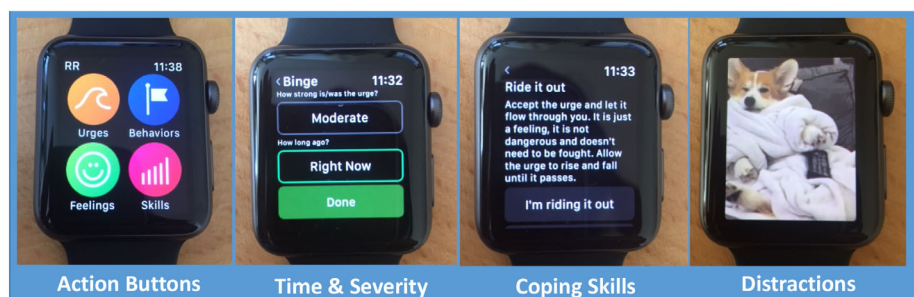 RR 11:38
Urges Behaviors
Feelings Skills
Action Buttons
< Binge 11:32
How strong is/was the urge?
Moderate
How long ago?
Right Now
Done
Time & Severity
< 11:33
Ride it out
Accept the urge and let it
flow through you. It is just
a feeling, it is not
dangerous and doesn't
need to be fought. Allow
the urge to rise and fall
until it passes.
I'm riding it out
Coping Skills
Distractions